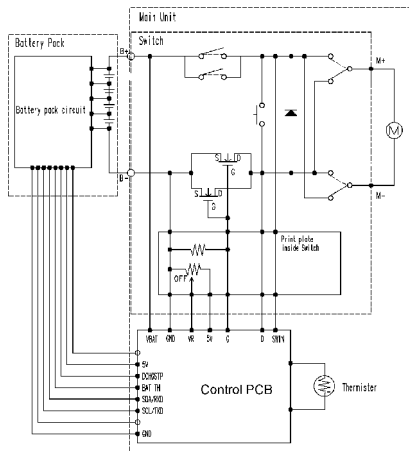 Main Unit
Battery Pack
Switch
B+
M+
Battery pack circuit
M
S D
G
B-
S D
G
M-
Print plate
inside Switch
OFF
VBAT GND VR 5V G D SWIN
5V
DCHGSTP
BAT TH
SDA/RXD
SCL/TXD
GND
Control PCB
Thermister